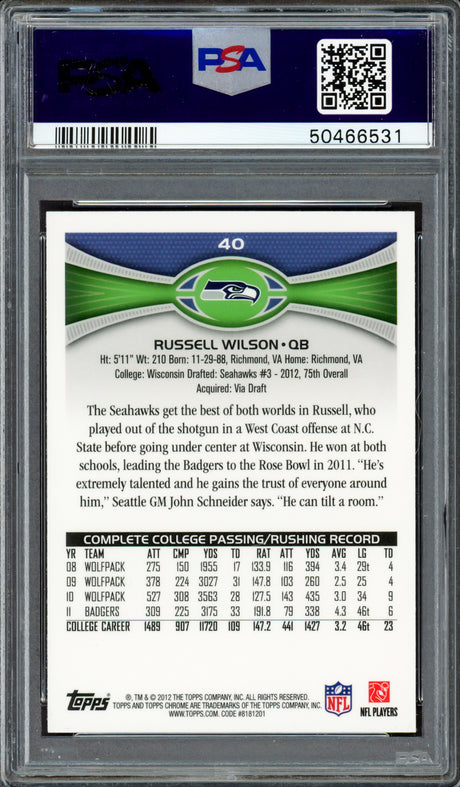 PSA
PSA
50466531
40
RUSSELL WILSON • QB
Ht: 5'11" Wt: 210 Born: 11-29-88, Richmond, VA Home: Richmond, VA
College: Wisconsin Drafted: Seahawks #3 - 2012, 75th Overall
Acquired: Via Draft
The Seahawks get the best of both worlds in Russell, who
played out of the shotgun in a West Coast offense at N.C.
State before going under center at Wisconsin. He won at both
schools, leading the Badgers to the Rose Bowl in 2011. “He’s
extremely talented and he gains the trust of everyone around
him,” Seattle GM John Schneider says. “He can tilt a room.”
COMPLETE COLLEGE PASSING/RUSHING RECORD
YR TEAM ATT CMP YDS TD RAT ATT YDS AVG LG TD
08 WOLFPACK 275 150 1955 17 133.9 116 394 3.4 29t 4
09 WOLFPACK 378 224 3027 31 147.8 103 260 2.5 25 4
10 WOLFPACK 527 308 3563 28 127.5 143 435 3.0 34 9
11 BADGERS 309 225 3175 33 191.8 79 338 4.3 46t 6
COLLEGE CAREER 1489 907 11720 109 147.2 441 1427 3.2 46t 23
topps
®, TM & © 2012 THE TOPPS COMPANY, INC. ALL RIGHTS RESERVED.
TOPPS AND TOPPS CHROME ARE TRADEMARKS OF THE TOPPS COMPANY, INC.
WWW.TOPPS.COM. CODE #8181201
NFL
NFL PLAYERS
PSA